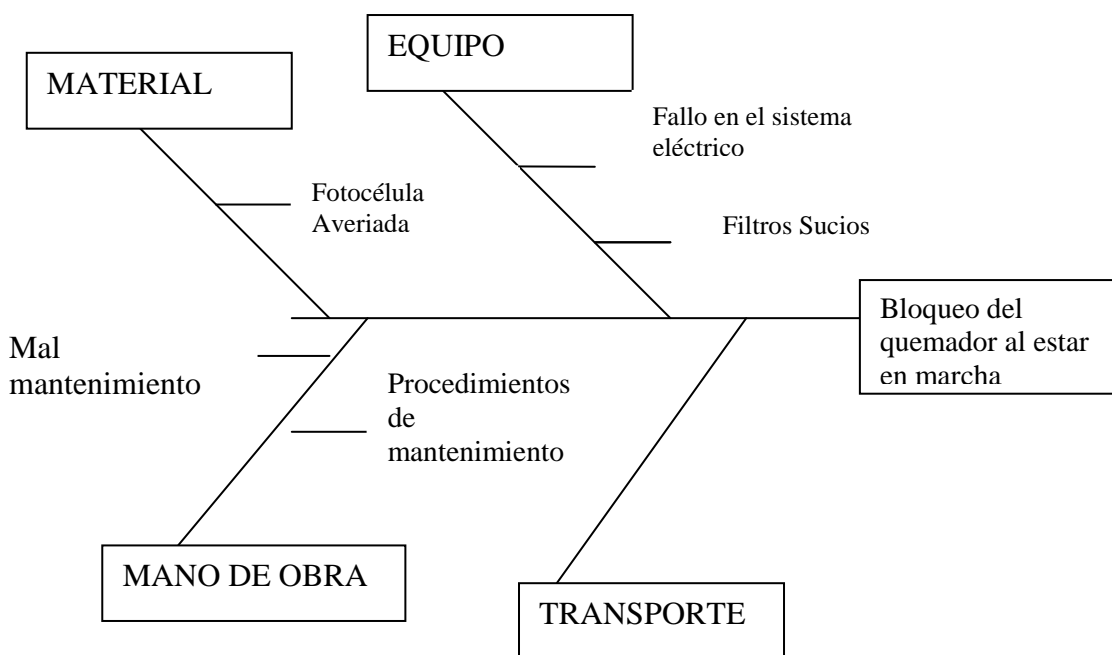 EQUIPO
MATERIAL
Fallo en el sistema
eléctrico
Fotocélula
Averiada
Filtros Sucios
Bloqueo del
quemador al estar
en marcha
Mal
mantenimiento
Procedimientos
de
mantenimiento
MANO DE OBRA
TRANSPORTE